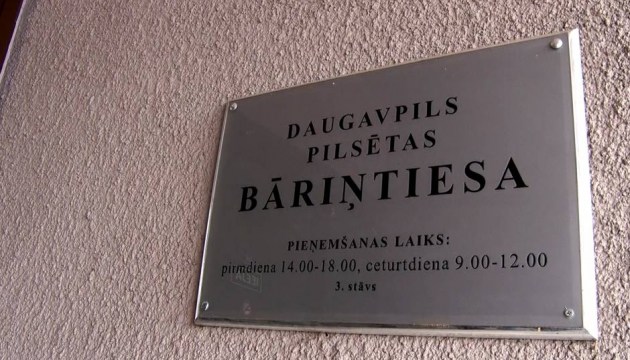 DAUGAVPILS
PILSĒTAS
BĀRIŅTIESA
PIEŅEMŠANAS LAIKS:
pirmdiena 14.00-18.00, ceturtdiena 9.00-12.00
3. stāvs